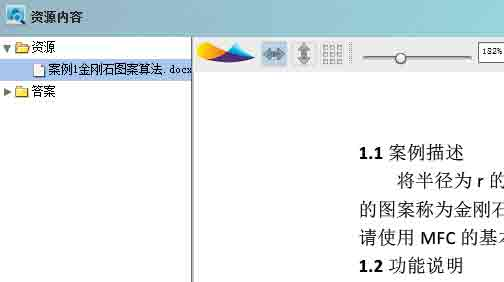 资源内容
资源
案例1金刚石图案算法.docx
答案
182%
1.1 案例描述
将半径为 r 的
的图案称为金刚石
请使用 MFC 的基本
1.2 功能说明